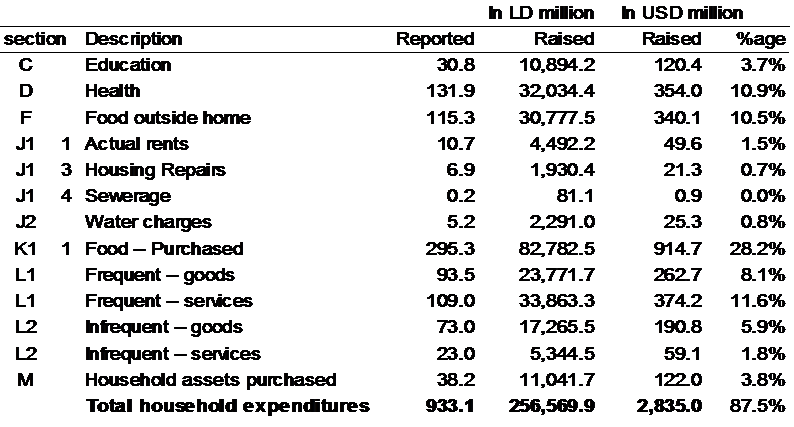 In LD million In USD million
section Description Reported Raised Raised %age
C Education 30.8 10,894.2 120.4 3.7%
D Health 131.9 32,034.4 354.0 10.9%
F Food outside home 115.3 30,777.5 340.1 10.5%
J1 1 Actual rents 10.7 4,492.2 49.6 1.5%
J1 3 Housing Repairs 6.9 1,930.4 21.3 0.7%
J1 4 Sewerage 0.2 81.1 0.9 0.0%
J2 Water charges 5.2 2,291.0 25.3 0.8%
K1 1 Food – Purchased 295.3 82,782.5 914.7 28.2%
L1 Frequent – goods 93.5 23,771.7 262.7 8.1%
L1 Frequent – services 109.0 33,863.3 374.2 11.6%
L2 Infrequent – goods 73.0 17,265.5 190.8 5.9%
L2 Infrequent – services 23.0 5,344.5 59.1 1.8%
M Household assets purchased 38.2 11,041.7 122.0 3.8%
Total household expenditures 933.1 256,569.9 2,835.0 87.5%